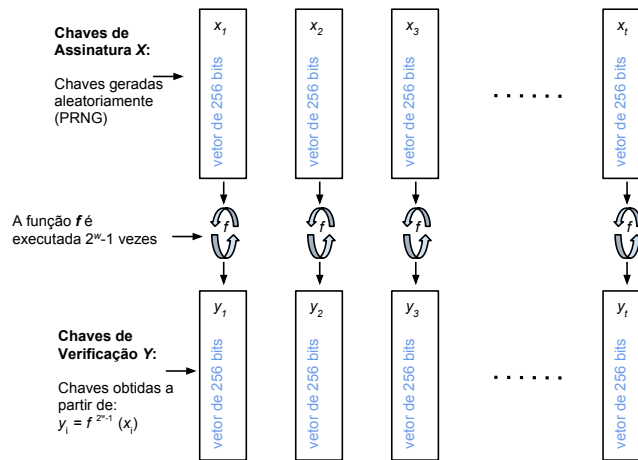 Chaves de
Assinatura X:
Chaves geradas
aleatoriamente
(PRNG)
x1 x2 x3 xt
vetor de 256 bits vetor de 256 bits vetor de 256 bits vetor de 256 bits
. . . . . .
A função f é
executada 2^w-1 vezes
f f f f
Chaves de
Verificação Y:
Chaves obtidas a
partir de:
yi = f ^2^w-1 (xi)
y1 y2 y3 yt
vetor de 256 bits vetor de 256 bits vetor de 256 bits vetor de 256 bits
. . . . . .